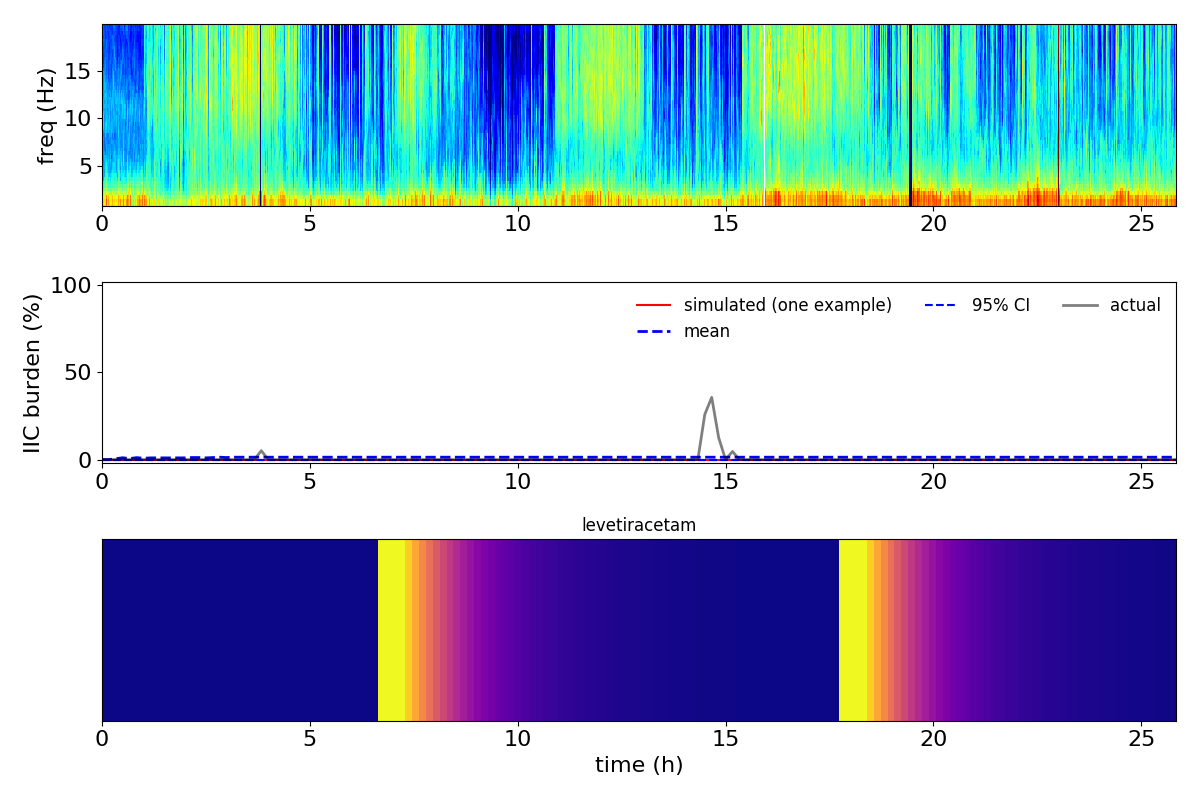 freq (Hz)
15
10
5
0 5 10 15 20 25
IIC burden (%)
100
50
0
simulated (one example) 95% CI actual
mean
0 5 10 15 20 25
levetiracetam
0 5 10 15 20 25
time (h)